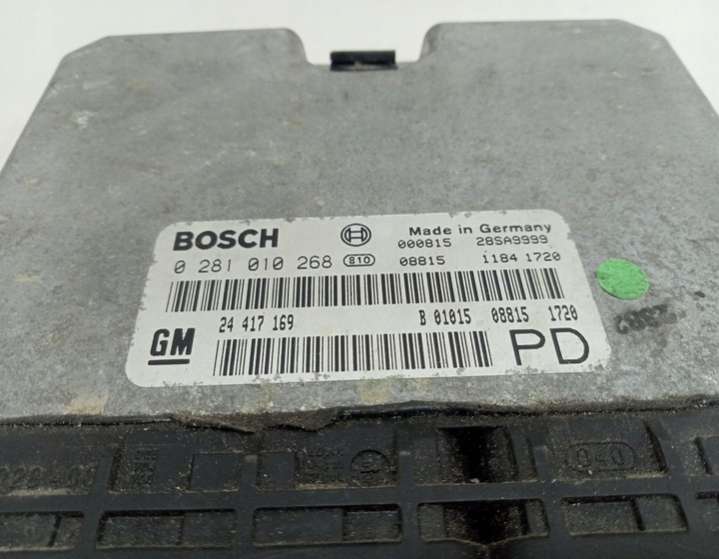 BOSCH Made in Germany
000815 28SA9999
0 281 010 268 810 08815 i184 1720
24 417 169 B 01015 08815 1720
GM PD